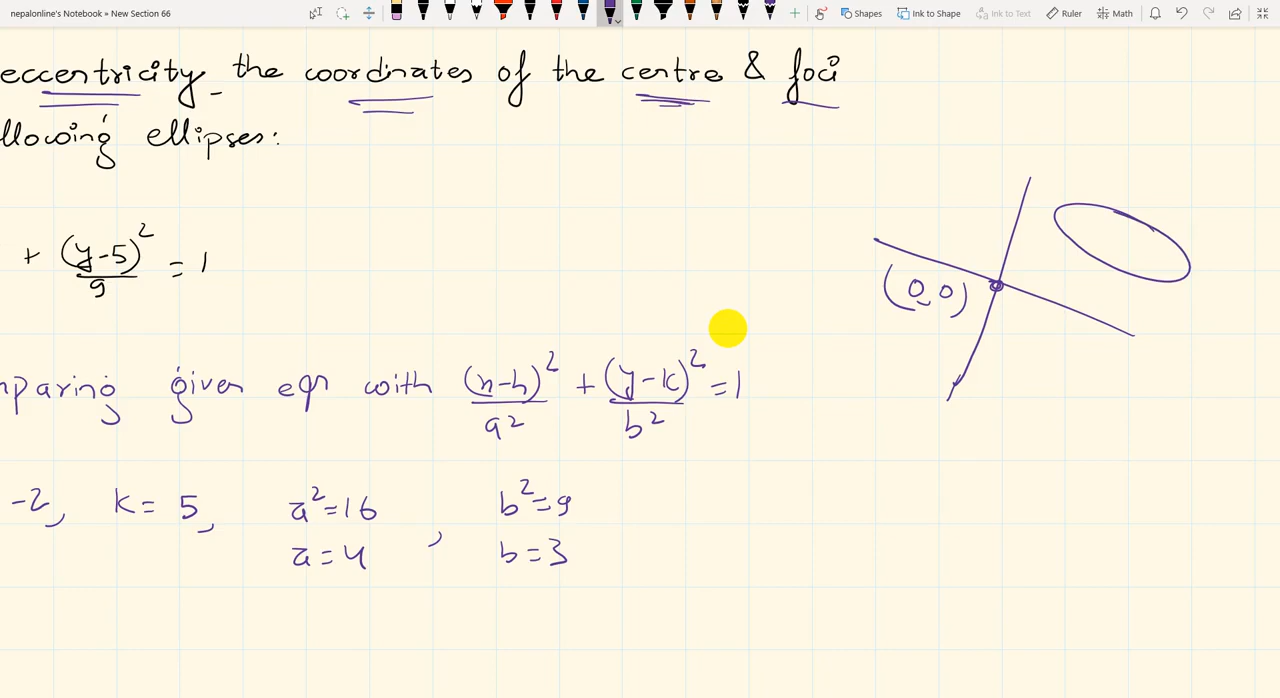 nepalonline's Notebook » New Section 66
Shapes Ink to Shape Ink to Text Ruler Math
eccentricity the coordinates of the centre & foci
llowing ellipses:
+ (y-5)²/9 = 1
(0,0)
mparing given eqn with (x-h)²/a² + (y-k)²/b² = 1
-2, k = 5, a² = 16 , b² = 9
a = 4 b = 3